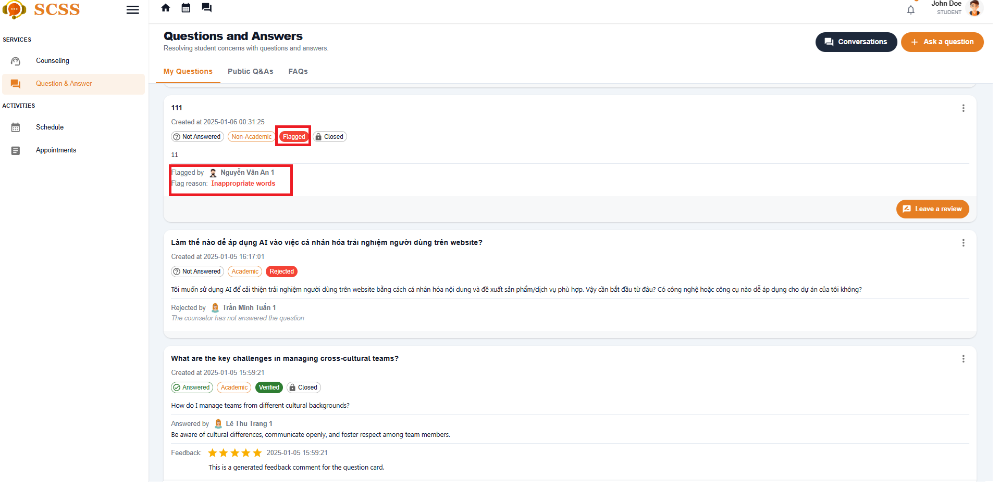 SCSS
John Doe
STUDENT
SERVICES
Counseling
Question & Answer
ACTIVITIES
Schedule
Appointments
Questions and Answers
Resolving student concerns with questions and answers.
Conversations
Ask a question
My Questions Public Q&As FAQs
111
Created at 2025-01-06 00:31:25
Not Answered Non-Academic Flagged Closed
11
Flagged by Nguyễn Văn An 1
Flag reason: Inappropriate words
Leave a review
Làm thế nào để áp dụng AI vào việc cá nhân hóa trải nghiệm người dùng trên website?
Created at 2025-01-05 16:17:01
Not Answered Academic Rejected
Tôi muốn sử dụng AI để cải thiện trải nghiệm người dùng trên website bằng cách cá nhân hóa nội dung và đề xuất sản phẩm/dịch vụ phù hợp. Vậy cần bắt đầu từ đâu? Có công nghệ hoặc công cụ nào dễ áp dụng cho dự án của tôi không?
Rejected by Trần Minh Tuấn 1
The counselor has not answered the question
What are the key challenges in managing cross-cultural teams?
Created at 2025-01-05 15:59:21
Answered Academic Verified Closed
How do I manage teams from different cultural backgrounds?
Answered by Lê Thu Trang 1
Be aware of cultural differences, communicate openly, and foster respect among team members.
Feedback: 2025-01-05 15:59:21
This is a generated feedback comment for the question card.